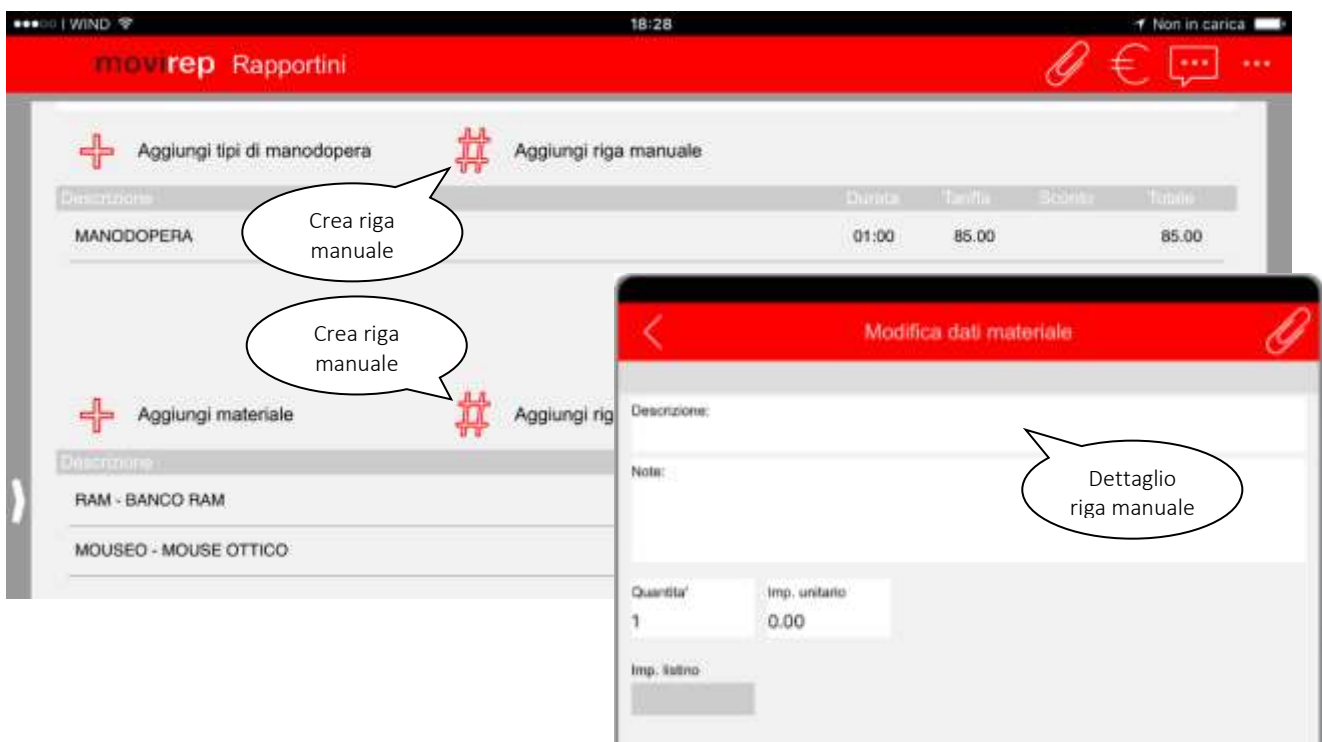 WIND 18:28 Non in carica
movirep Rapportini
Aggiungi tipi di manodopera Aggiungi riga manuale
Descrizione Durata Tariffa Sconto Totale
MANODOPERA 01:00 85.00 85.00
Crea riga
manuale
Crea riga
manuale
Aggiungi materiale Aggiungi rig
Descrizione
RAM - BANCO RAM
MOUSEO - MOUSE OTTICO
Modifica dati materiale
Descrizione:
Note:
Dettaglio
riga manuale
Quantita' Imp. unitario
1 0.00
Imp. listino